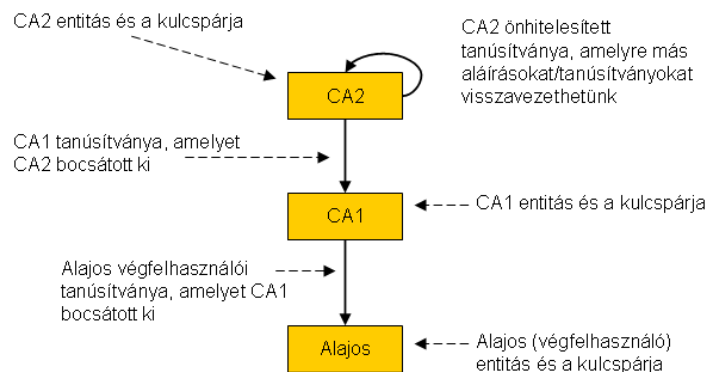 CA2 entitás és a kulcspárja
CA2 önhitelesített
tanúsítványa, amelyre más
aláírásokat/tanúsítványokat
visszavezethetünk
CA2
CA1 tanúsítványa, amelyet
CA2 bocsátott ki
CA1
CA1 entitás és a kulcspárja
Alajos végfelhasználói
tanúsítványa, amelyet CA1
bocsátott ki
Alajos
Alajos (végfelhasználó)
entitás és a kulcspárja